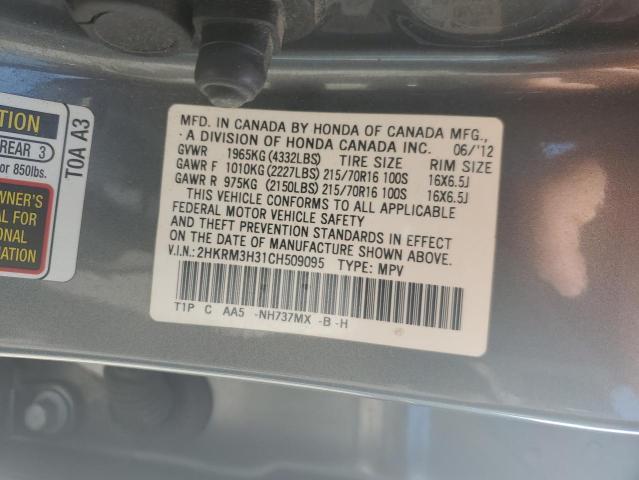 TION
REAR 3
or 850lbs.
OWNER'S
AL FOR
ONAL
ATION
T0A A3
MFD. IN CANADA BY HONDA OF CANADA MFG.,
A DIVISION OF HONDA CANADA INC. 06/'12
GVWR 1965KG (4332LBS) TIRE SIZE RIM SIZE
GAWR F 1010KG (2227LBS) 215/70R16 100S 16X6.5J
GAWR R 975KG (2150LBS) 215/70R16 100S 16X6.5J
THIS VEHICLE CONFORMS TO ALL APPLICABLE
FEDERAL MOTOR VEHICLE SAFETY
AND THEFT PREVENTION STANDARDS IN EFFECT
ON THE DATE OF MANUFACTURE SHOWN ABOVE.
V.I.N.: 2HKRM3H31CH509095 TYPE: MPV
T1P C AA5 -NH737MX -B -H